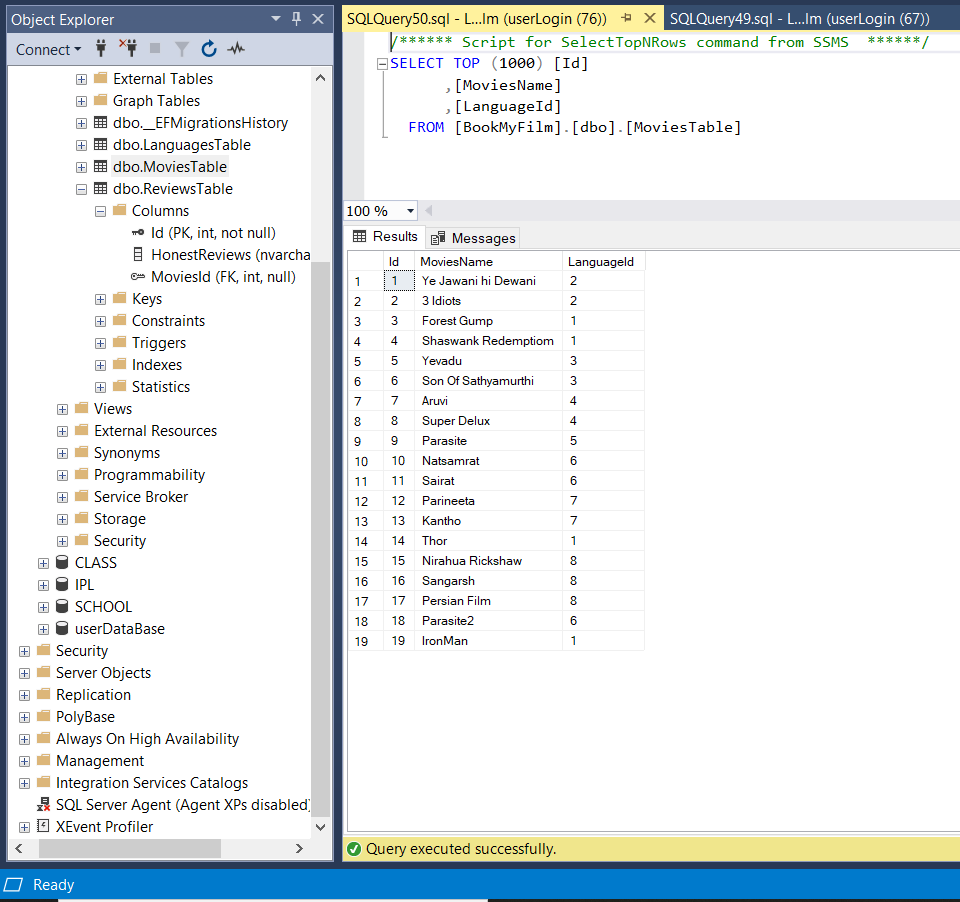 Object Explorer
Connect
External Tables
Graph Tables
dbo.__EFMigrationsHistory
dbo.LanguagesTable
dbo.MoviesTable
dbo.ReviewsTable
Columns
Id (PK, int, not null)
HonestReviews (nvarcha
MoviesId (FK, int, null)
Keys
Constraints
Triggers
Indexes
Statistics
Views
External Resources
Synonyms
Programmability
Service Broker
Storage
Security
CLASS
IPL
SCHOOL
userDataBase
Security
Server Objects
Replication
PolyBase
Always On High Availability
Management
Integration Services Catalogs
SQL Server Agent (Agent XPs disabled)
XEvent Profiler
SQLQuery50.sql - L...lm (userLogin (76)) SQLQuery49.sql - L...lm (userLogin (67))
/****** Script for SelectTopNRows command from SSMS ******/
SELECT TOP (1000) [Id]
,[MoviesName]
,[LanguageId]
FROM [BookMyFilm].[dbo].[MoviesTable]
100 %
Results Messages
Id MoviesName LanguageId
1 1 Ye Jawani hi Dewani 2
2 2 3 Idiots 2
3 3 Forest Gump 1
4 4 Shaswank Redemptiom 1
5 5 Yevadu 3
6 6 Son Of Sathyamurthi 3
7 7 Aruvi 4
8 8 Super Delux 4
9 9 Parasite 5
10 10 Natsamrat 6
11 11 Sairat 6
12 12 Parineeta 7
13 13 Kantho 7
14 14 Thor 1
15 15 Nirahua Rickshaw 8
16 16 Sangarsh 8
17 17 Persian Film 8
18 18 Parasite2 6
19 19 IronMan 1
Query executed successfully.
Ready